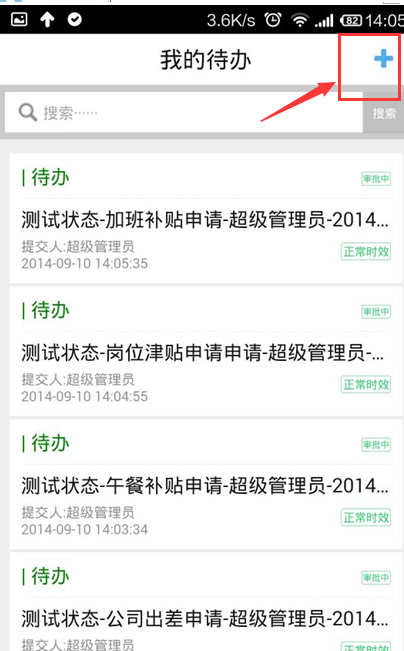 3.6K/s 82 14:05
我的待办
搜索…… 搜索
待办 审批中
测试状态-加班补贴申请-超级管理员-2014...
提交人:超级管理员 正常时效
2014-09-10 14:05:35
待办 审批中
测试状态-岗位津贴申请申请-超级管理员-...
提交人:超级管理员 正常时效
2014-09-10 14:04:55
待办 审批中
测试状态-午餐补贴申请-超级管理员-2014...
提交人:超级管理员 正常时效
2014-09-10 14:03:34
待办 审批中
测试状态-公司出差申请-超级管理员-2014...
提交人:超级管理员 正常时效